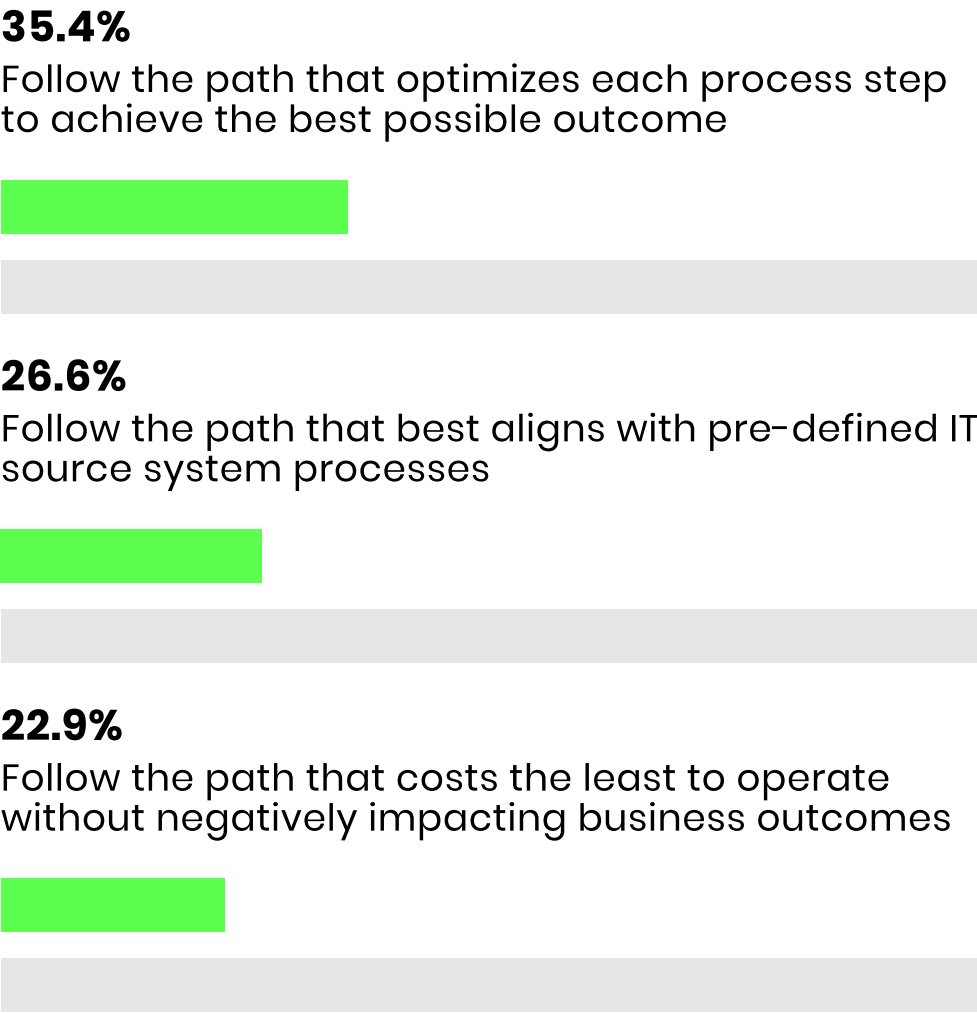 35.4%
Follow the path that optimizes each process step
to achieve the best possible outcome
26.6%
Follow the path that best aligns with pre-defined IT
source system processes
22.9%
Follow the path that costs the least to operate
without negatively impacting business outcomes